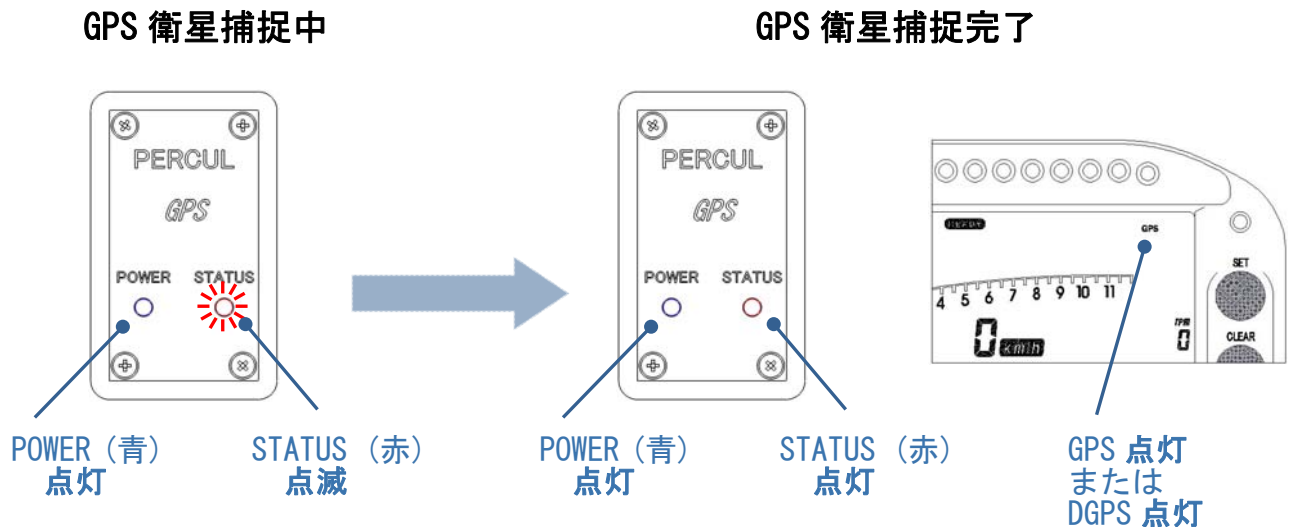 GPS 衛星捕捉中
GPS 衛星捕捉完了
PERCUL
GPS
POWER STATUS
POWER（青）
点灯
STATUS（赤）
点滅
PERCUL
GPS
POWER STATUS
POWER（青）
点灯
STATUS（赤）
点灯
GPS
SET
4 5 6 7 8 9 10 11
0 km/h
0
CLEAR
GPS 点灯
または
DGPS 点灯